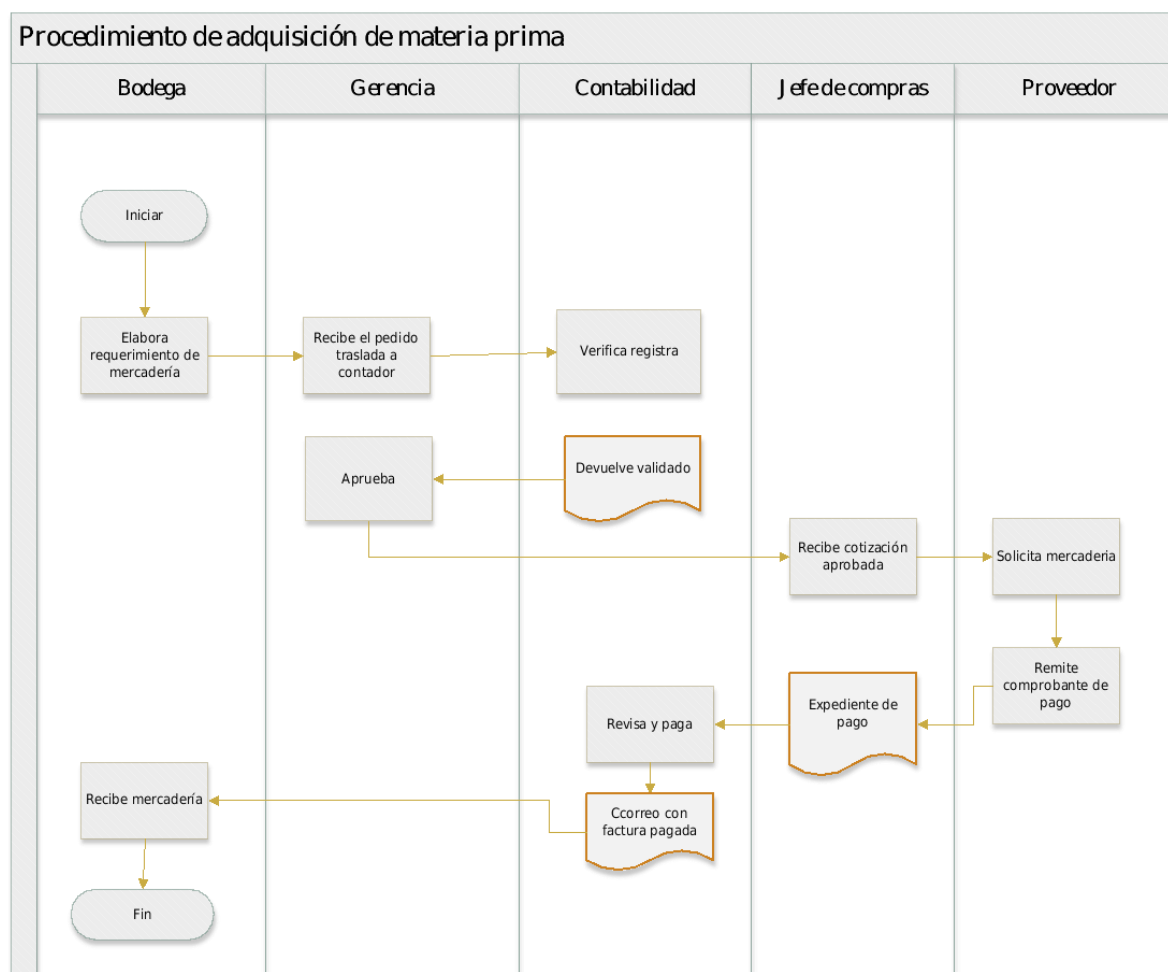 Procedimiento de adquisición de materia prima
Bodega
Gerencia
Contabilidad
Jefe de compras
Proveedor
Iniciar
Elabora
requerimiento de
mercadería
Recibe el pedido
traslada a
contador
Verifica registra
Aprueba
Devuelve validado
Recibe cotización
aprobada
Solicita mercaderia
Remite
comprobante de
pago
Expediente de
pago
Revisa y paga
Recibe mercadería
Ccorreo con
factura pagada
Fin